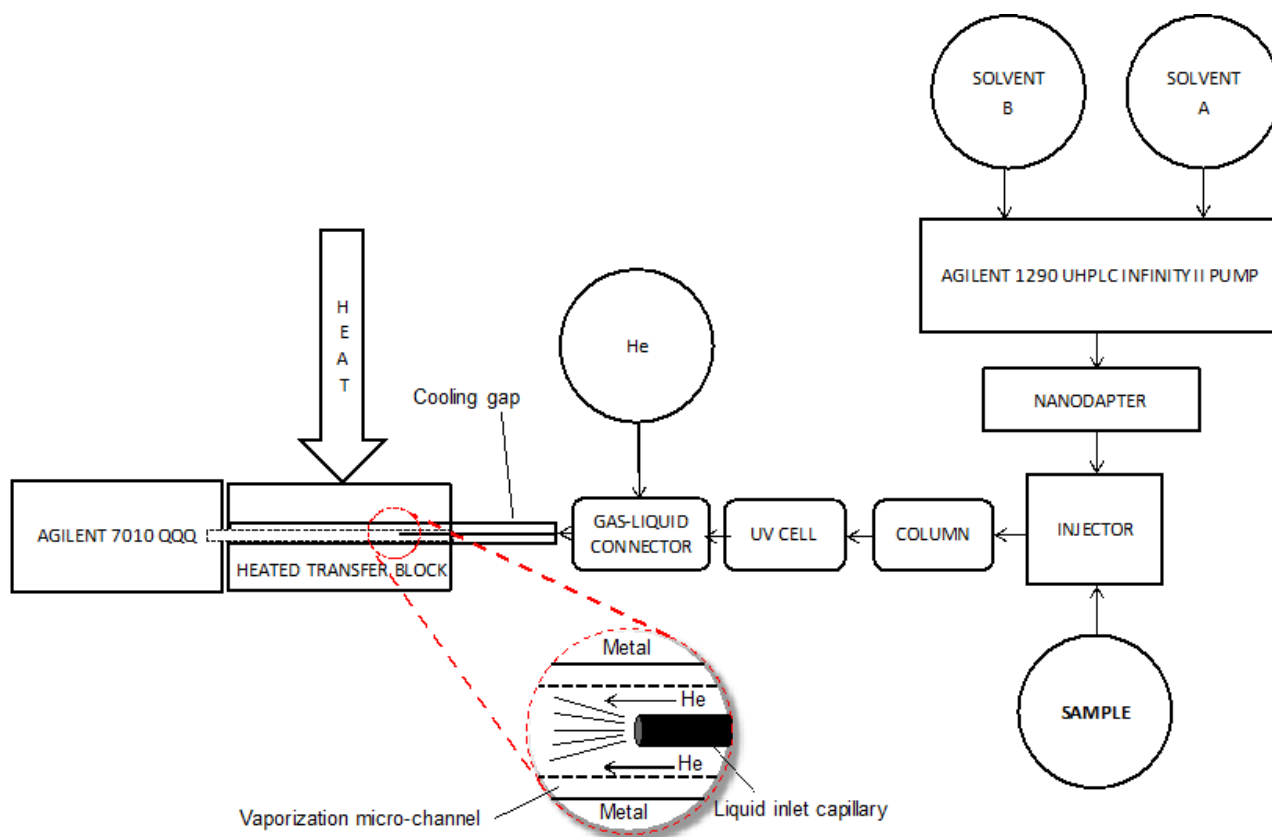 SOLVENT
B
SOLVENT
A
AGILENT 1290 UHPLC INFINITY II PUMP
H
E
A
T
He
NANODAPTER
Cooling gap
AGILENT 7010 QQQ
HEATED TRANSFER BLOCK
GAS-LIQUID
CONNECTOR
UV CELL
COLUMN
INJECTOR
SAMPLE
Metal
He
He
Metal
Vaporization micro-channel
Liquid inlet capillary